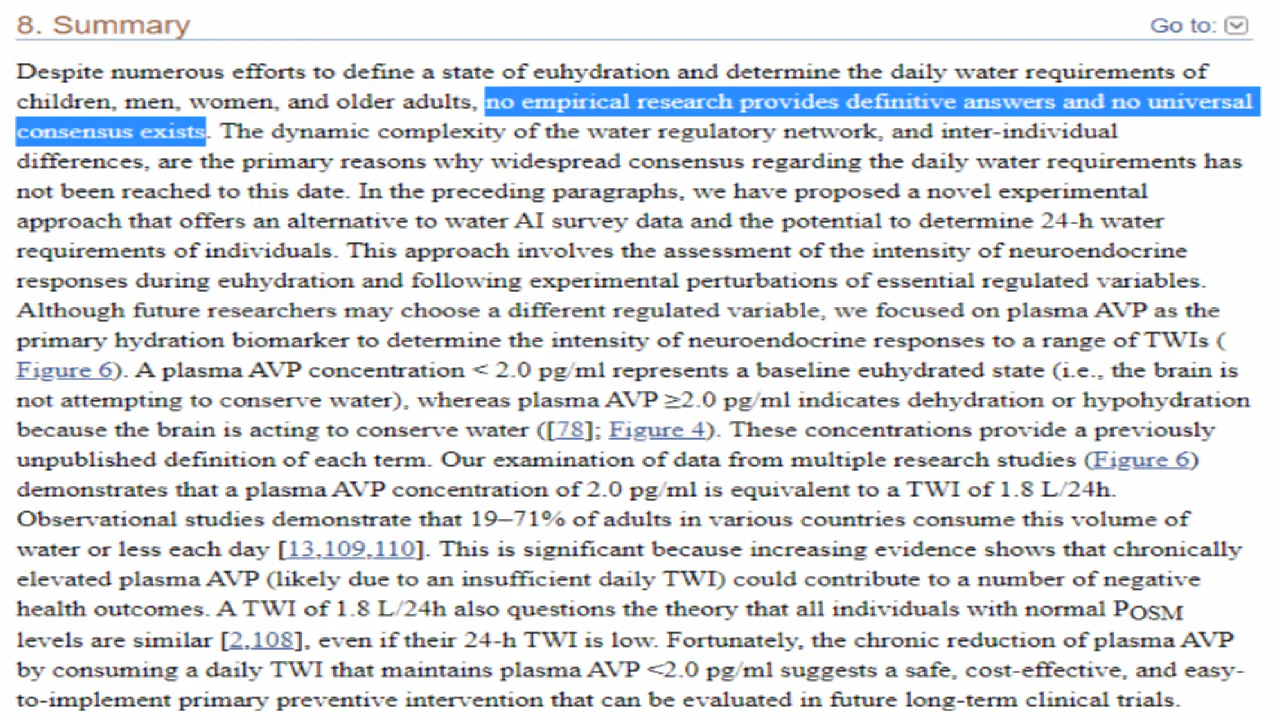 8. Summary
Go to:
Despite numerous efforts to define a state of euhydration and determine the daily water requirements of
children, men, women, and older adults, no empirical research provides definitive answers and no universal
consensus exists. The dynamic complexity of the water regulatory network, and inter-individual
differences, are the primary reasons why widespread consensus regarding the daily water requirements has
not been reached to this date. In the preceding paragraphs, we have proposed a novel experimental
approach that offers an alternative to water AI survey data and the potential to determine 24-h water
requirements of individuals. This approach involves the assessment of the intensity of neuroendocrine
responses during euhydration and following experimental perturbations of essential regulated variables.
Although future researchers may choose a different regulated variable, we focused on plasma AVP as the
primary hydration biomarker to determine the intensity of neuroendocrine responses to a range of TWIs (
Figure 6). A plasma AVP concentration < 2.0 pg/ml represents a baseline euhydrated state (i.e., the brain is
not attempting to conserve water), whereas plasma AVP ≥2.0 pg/ml indicates dehydration or hypohydration
because the brain is acting to conserve water ([78]; Figure 4). These concentrations provide a previously
unpublished definition of each term. Our examination of data from multiple research studies (Figure 6)
demonstrates that a plasma AVP concentration of 2.0 pg/ml is equivalent to a TWI of 1.8 L/24h.
Observational studies demonstrate that 19–71% of adults in various countries consume this volume of
water or less each day [13,109,110]. This is significant because increasing evidence shows that chronically
elevated plasma AVP (likely due to an insufficient daily TWI) could contribute to a number of negative
health outcomes. A TWI of 1.8 L/24h also questions the theory that all individuals with normal POSM
levels are similar [2,108], even if their 24-h TWI is low. Fortunately, the chronic reduction of plasma AVP
by consuming a daily TWI that maintains plasma AVP <2.0 pg/ml suggests a safe, cost-effective, and easy-
to-implement primary preventive intervention that can be evaluated in future long-term clinical trials.